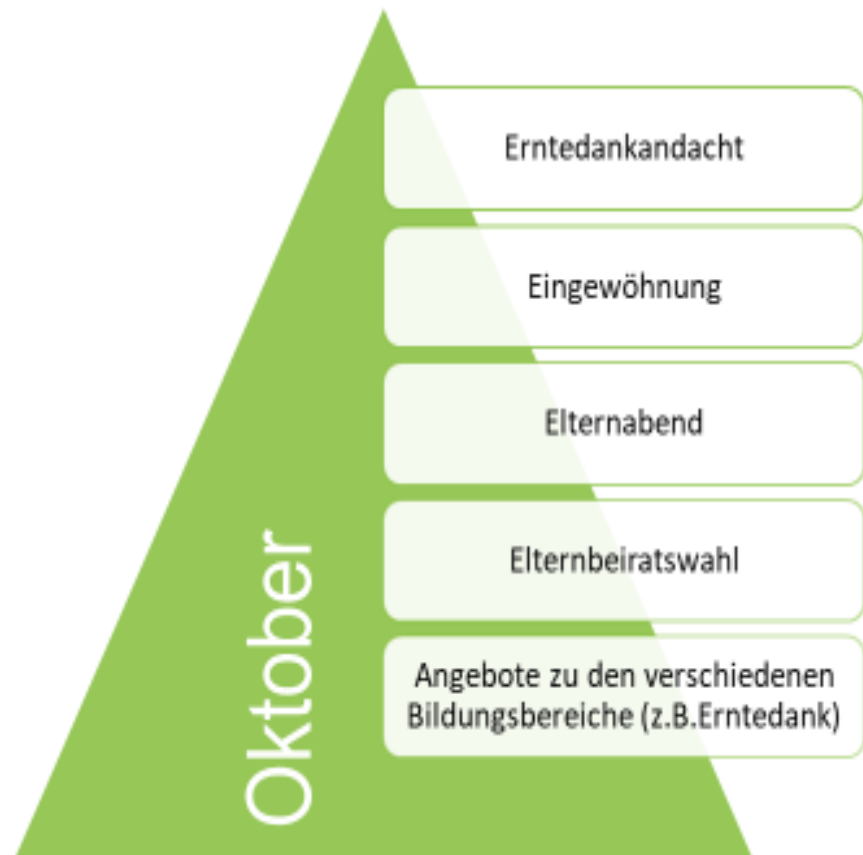 Erntedankandacht
Eingewöhnung
Elternabend
Elternbeiratswahl
Angebote zu den verschiedenen
Bildungsbereiche (z.B.Erntedank)
Oktober